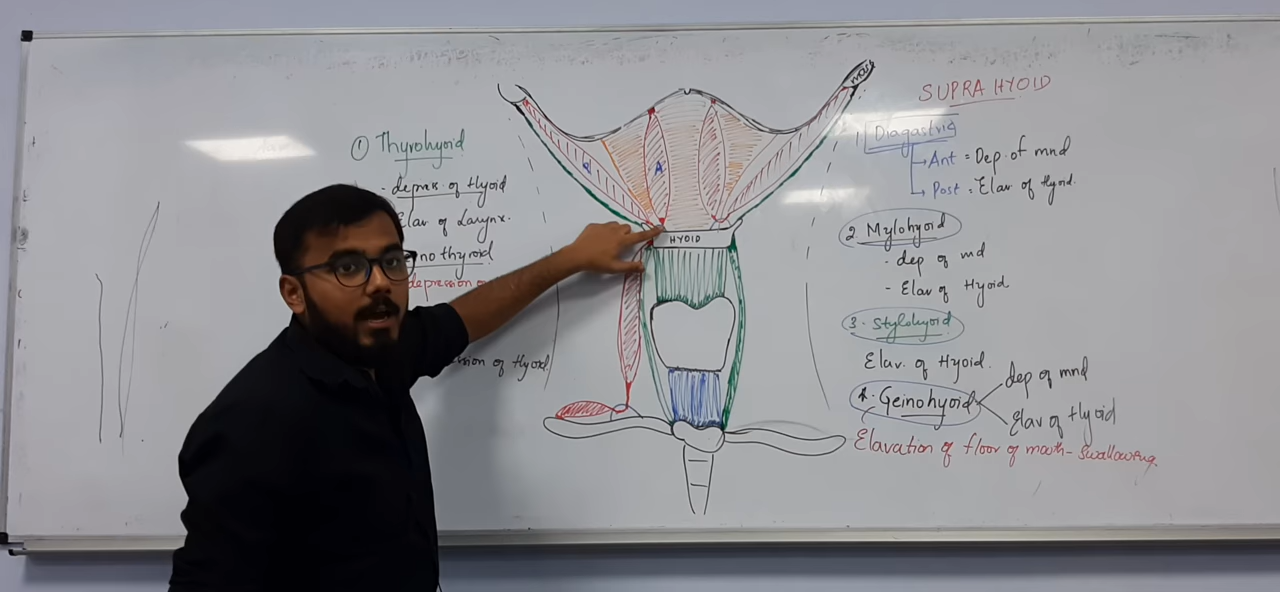 ① Thyrohyoid
- depress. of Hyoid
Elav of Larynx.
no thyroid
depression o
ssion of Hyoid.
mast
A
HYOID
SUPRA HYOID
Diagastric
Ant = Dep. of mnd
Post = Elav. of Hyoid.
2. Mylohyoid
- dep of md
- Elav of Hyoid
3. Stylohyoid
Elav. of Hyoid.
4. Geinohyoid
dep of mnd
Elav of Hyoid
Elavation of floor of mouth - Swallowing.